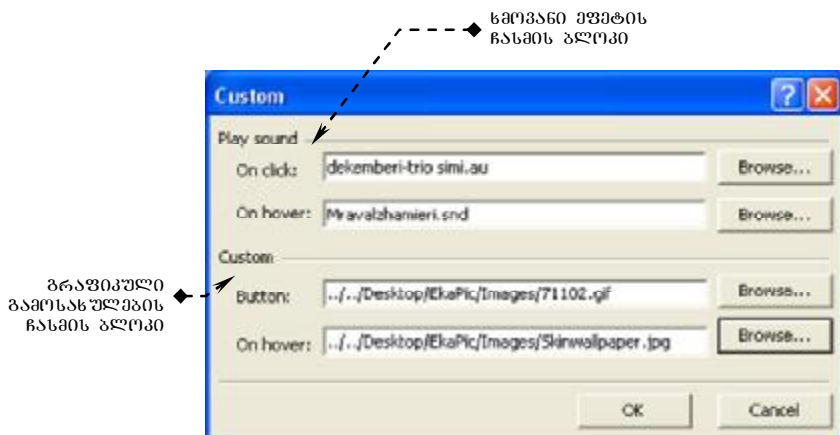 ხმოვანი ეფეტის
ჩასმის ბლოკი
Custom
Play sound
On click:
dekemberi-trio simi.au
Browse...
On hover:
Mravalzhamieri.snd
Browse...
Custom
გრაფიკული
გამოსახულების
ჩასმის ბლოკი
Button:
../../Desktop/EkaPic/Images/71102.gif
Browse...
On hover:
../../Desktop/EkaPic/Images/Skinwallpaper.jpg
Browse...
OK
Cancel